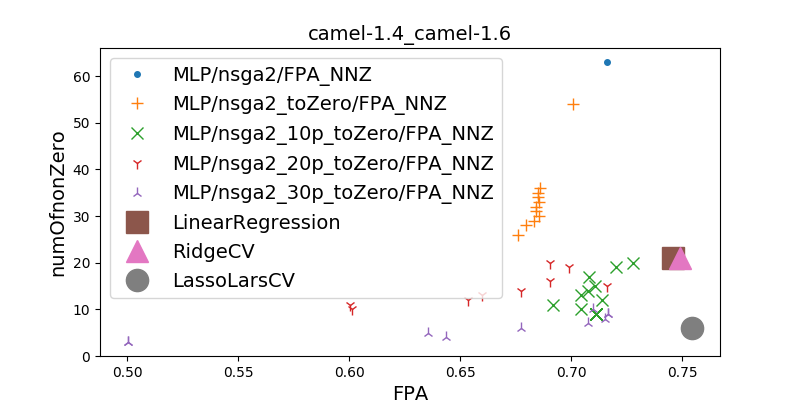 camel-1.4_camel-1.6
60
50
40
30
20
10
0
numOfnonZero
MLP/nsga2/FPA_NNZ
MLP/nsga2_toZero/FPA_NNZ
MLP/nsga2_10p_toZero/FPA_NNZ
MLP/nsga2_20p_toZero/FPA_NNZ
MLP/nsga2_30p_toZero/FPA_NNZ
LinearRegression
RidgeCV
LassoLarsCV
0.50 0.55 0.60 0.65 0.70 0.75
FPA